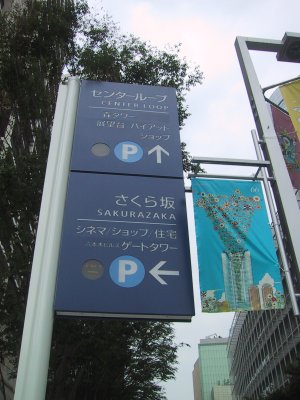 センターループ
CENTER LOOP
森タワー
展望台 ハイアット
ショップ
P ↑
さくら坂
SAKURAZAKA
シネマ/ショップ/住宅
六本木ヒルズゲートタワー
P ←